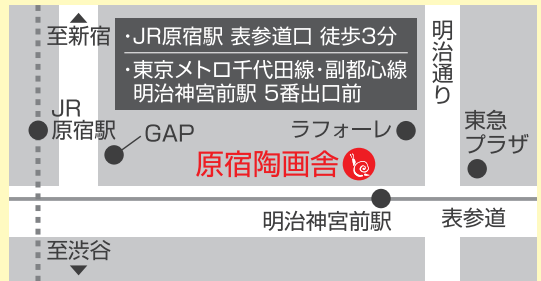 至新宿
・JR原宿駅 表参道口 徒歩3分
・東京メトロ千代田線・副都心線
明治神宮前駅 5番出口前
明治通り
JR
原宿駅
GAP
ラフォーレ
東急
プラザ
原宿陶画舎
明治神宮前駅
表参道
至渋谷